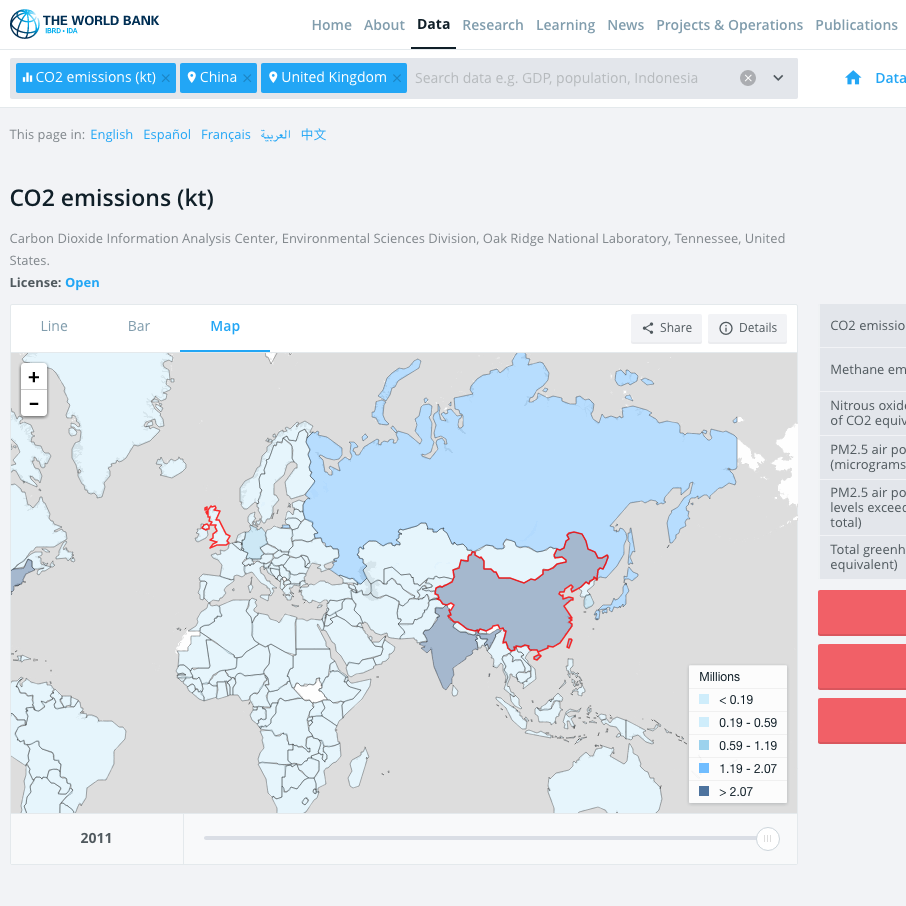 THE WORLD BANK
IBRD • IDA
Home About Data Research Learning News Projects & Operations Publications
CO2 emissions (kt) × China × United Kingdom × Search data e.g. GDP, population, Indonesia
Data
This page in: English Español Français العربية 中文
CO2 emissions (kt)
Carbon Dioxide Information Analysis Center, Environmental Sciences Division, Oak Ridge National Laboratory, Tennessee, United
States.
License: Open
Line Bar Map Share Details
+
−
Millions
< 0.19
0.19 - 0.59
0.59 - 1.19
1.19 - 2.07
> 2.07
2011
CO2 emissio
Methane em
Nitrous oxide
of CO2 equiv
PM2.5 air po
(micrograms
PM2.5 air po
levels exceed
total)
Total greenh
equivalent)